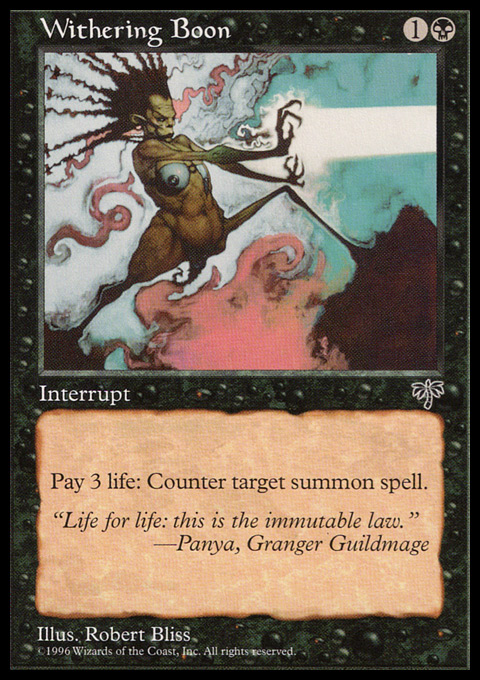 Withering Boon 1
Interrupt
Pay 3 life: Counter target summon spell.
“Life for life: this is the immutable law.”
—Panya, Granger Guildmage
Illus. Robert Bliss
©1996 Wizards of the Coast, Inc. All rights reserved.